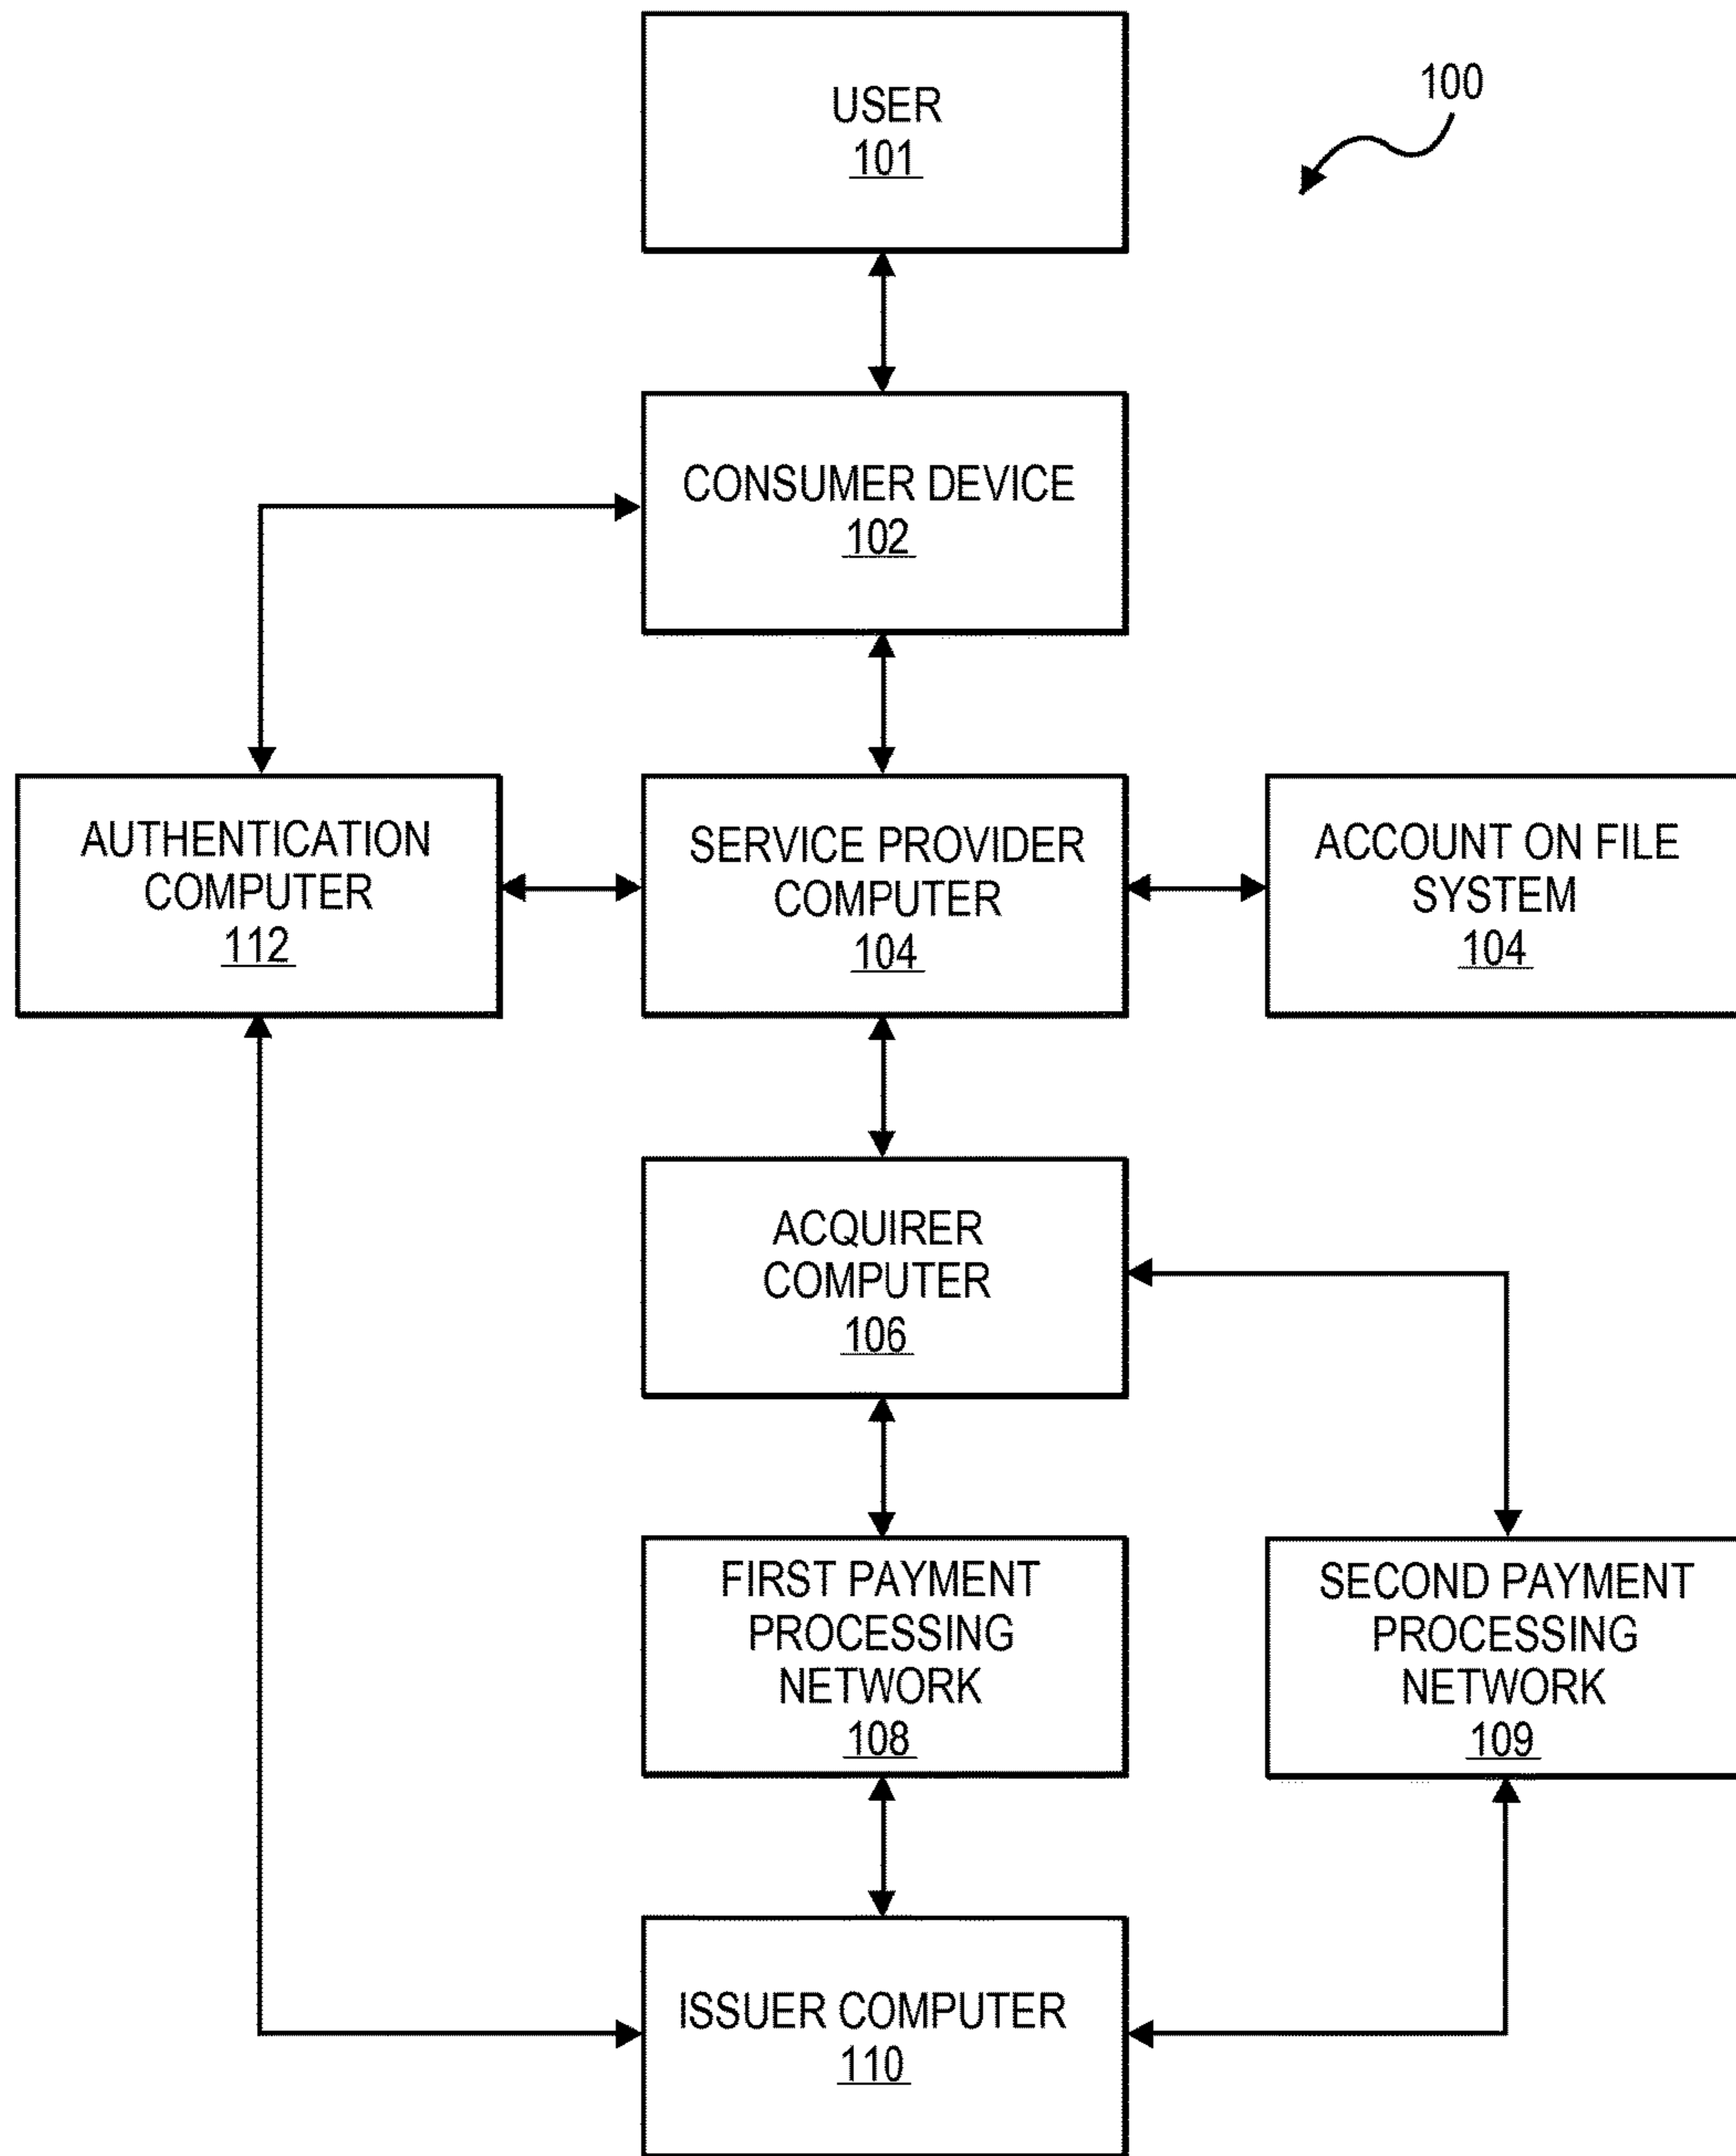 USER
101
100
CONSUMER DEVICE
102
AUTHENTICATION
COMPUTER
112
SERVICE PROVIDER
COMPUTER
104
ACCOUNT ON FILE
SYSTEM
104
ACQUIRER
COMPUTER
106
FIRST PAYMENT
PROCESSING
NETWORK
108
SECOND PAYMENT
PROCESSING
NETWORK
109
ISSUER COMPUTER
110